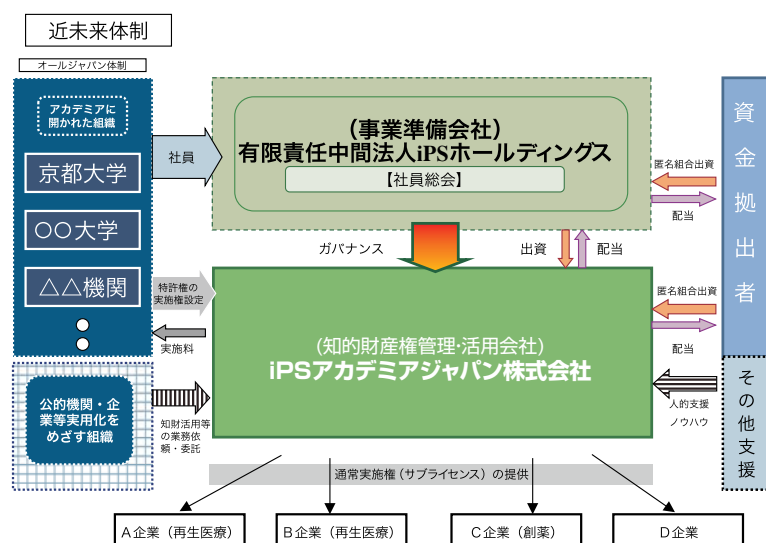 近未来体制
オールジャパン体制
アカデミアに
開かれた組織
京都大学
○○大学
△△機関
公的機関・企
業等実用化を
めざす組織
社員
特許権の
実施権設定
実施料
知財活用等
の業務依
頼・委託
（事業準備会社）
有限責任中間法人iPSホールディングス
【社員総会】
ガバナンス
出資
配当
（知的財産権管理・活用会社）
iPSアカデミアジャパン株式会社
匿名組合出資
配当
匿名組合出資
配当
人的支援
ノウハウ
資金拠出者
その他支援
通常実施権（サブライセンス）の提供
A企業（再生医療）
B企業（再生医療）
C企業（創薬）
D企業